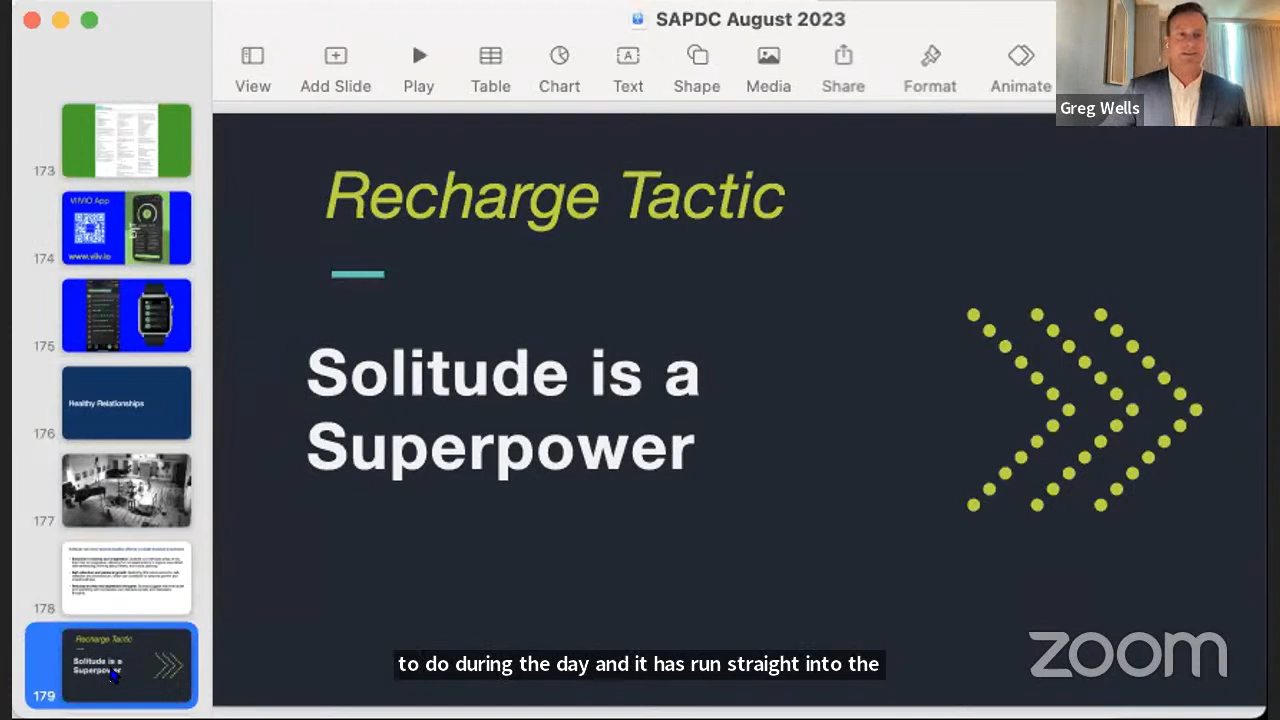 SAPDC August 2023
View
Add Slide
Play
Table
Chart
Text
Shape
Media
Share
Format
Animate
Greg Wells
173
VIIVIO App
www.viiv.io
174
175
Healthy Relationships
176
177
178
Recharge Tactic
Solitude is a
Superpower
179
Recharge Tactic
Solitude is a
Superpower
to do during the day and it has run straight into the
zoom